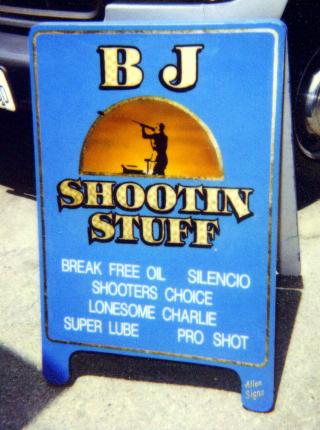 B J
SHOOTIN
STUFF
BREAK FREE OIL SILENCIO
SHOOTERS CHOICE
LONESOME CHARLIE
SUPER LUBE PRO SHOT
Allen
Signs